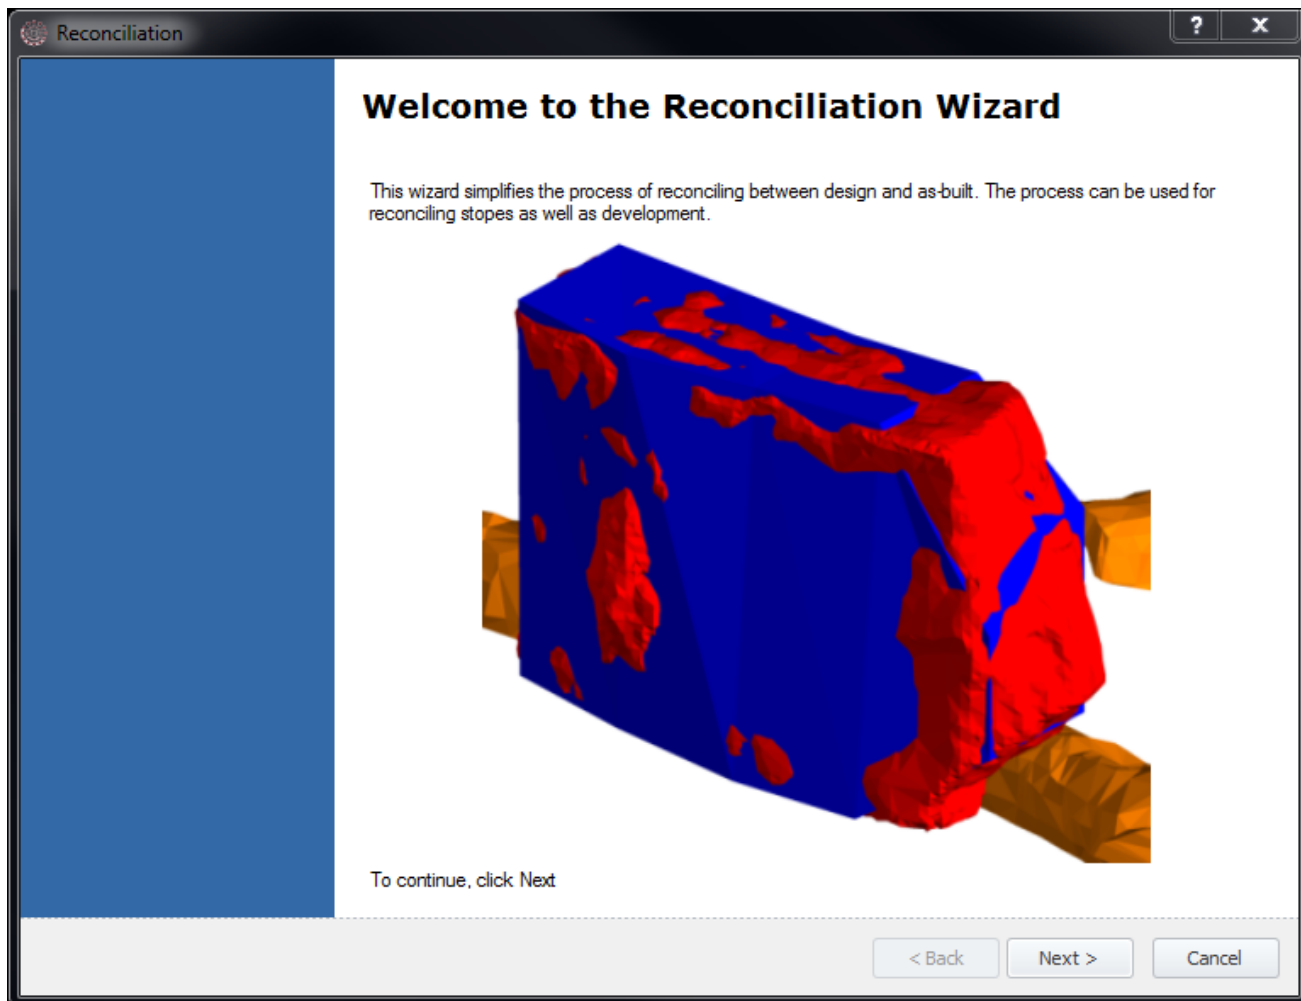 Reconciliation
? X
Welcome to the Reconciliation Wizard
This wizard simplifies the process of reconciling between design and as-built. The process can be used for
reconciling stopes as well as development.
To continue, click Next
< Back Next > Cancel